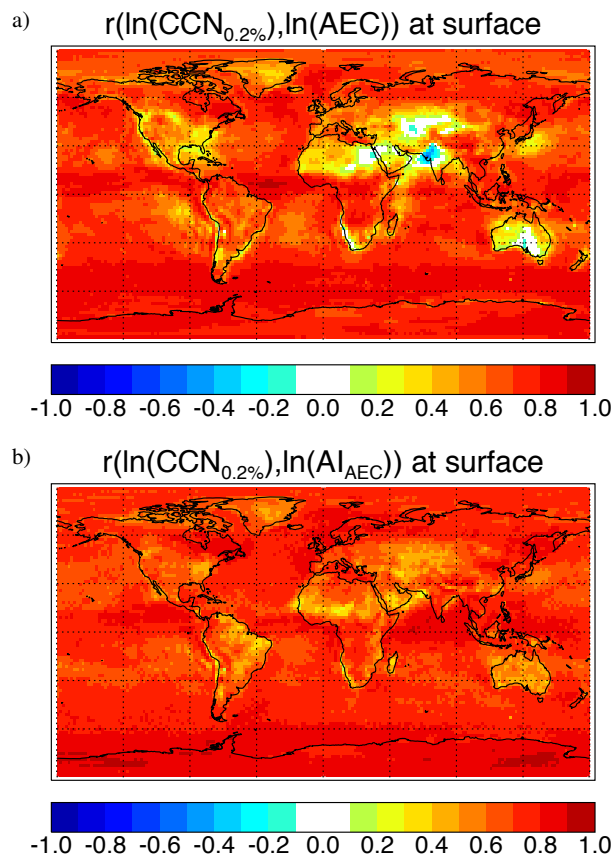 a) r(ln(CCN0.2%),ln(AEC)) at surface
-1.0 -0.8 -0.6 -0.4 -0.2 0.0 0.2 0.4 0.6 0.8 1.0
b) r(ln(CCN0.2%),ln(AIAEC)) at surface
-1.0 -0.8 -0.6 -0.4 -0.2 0.0 0.2 0.4 0.6 0.8 1.0